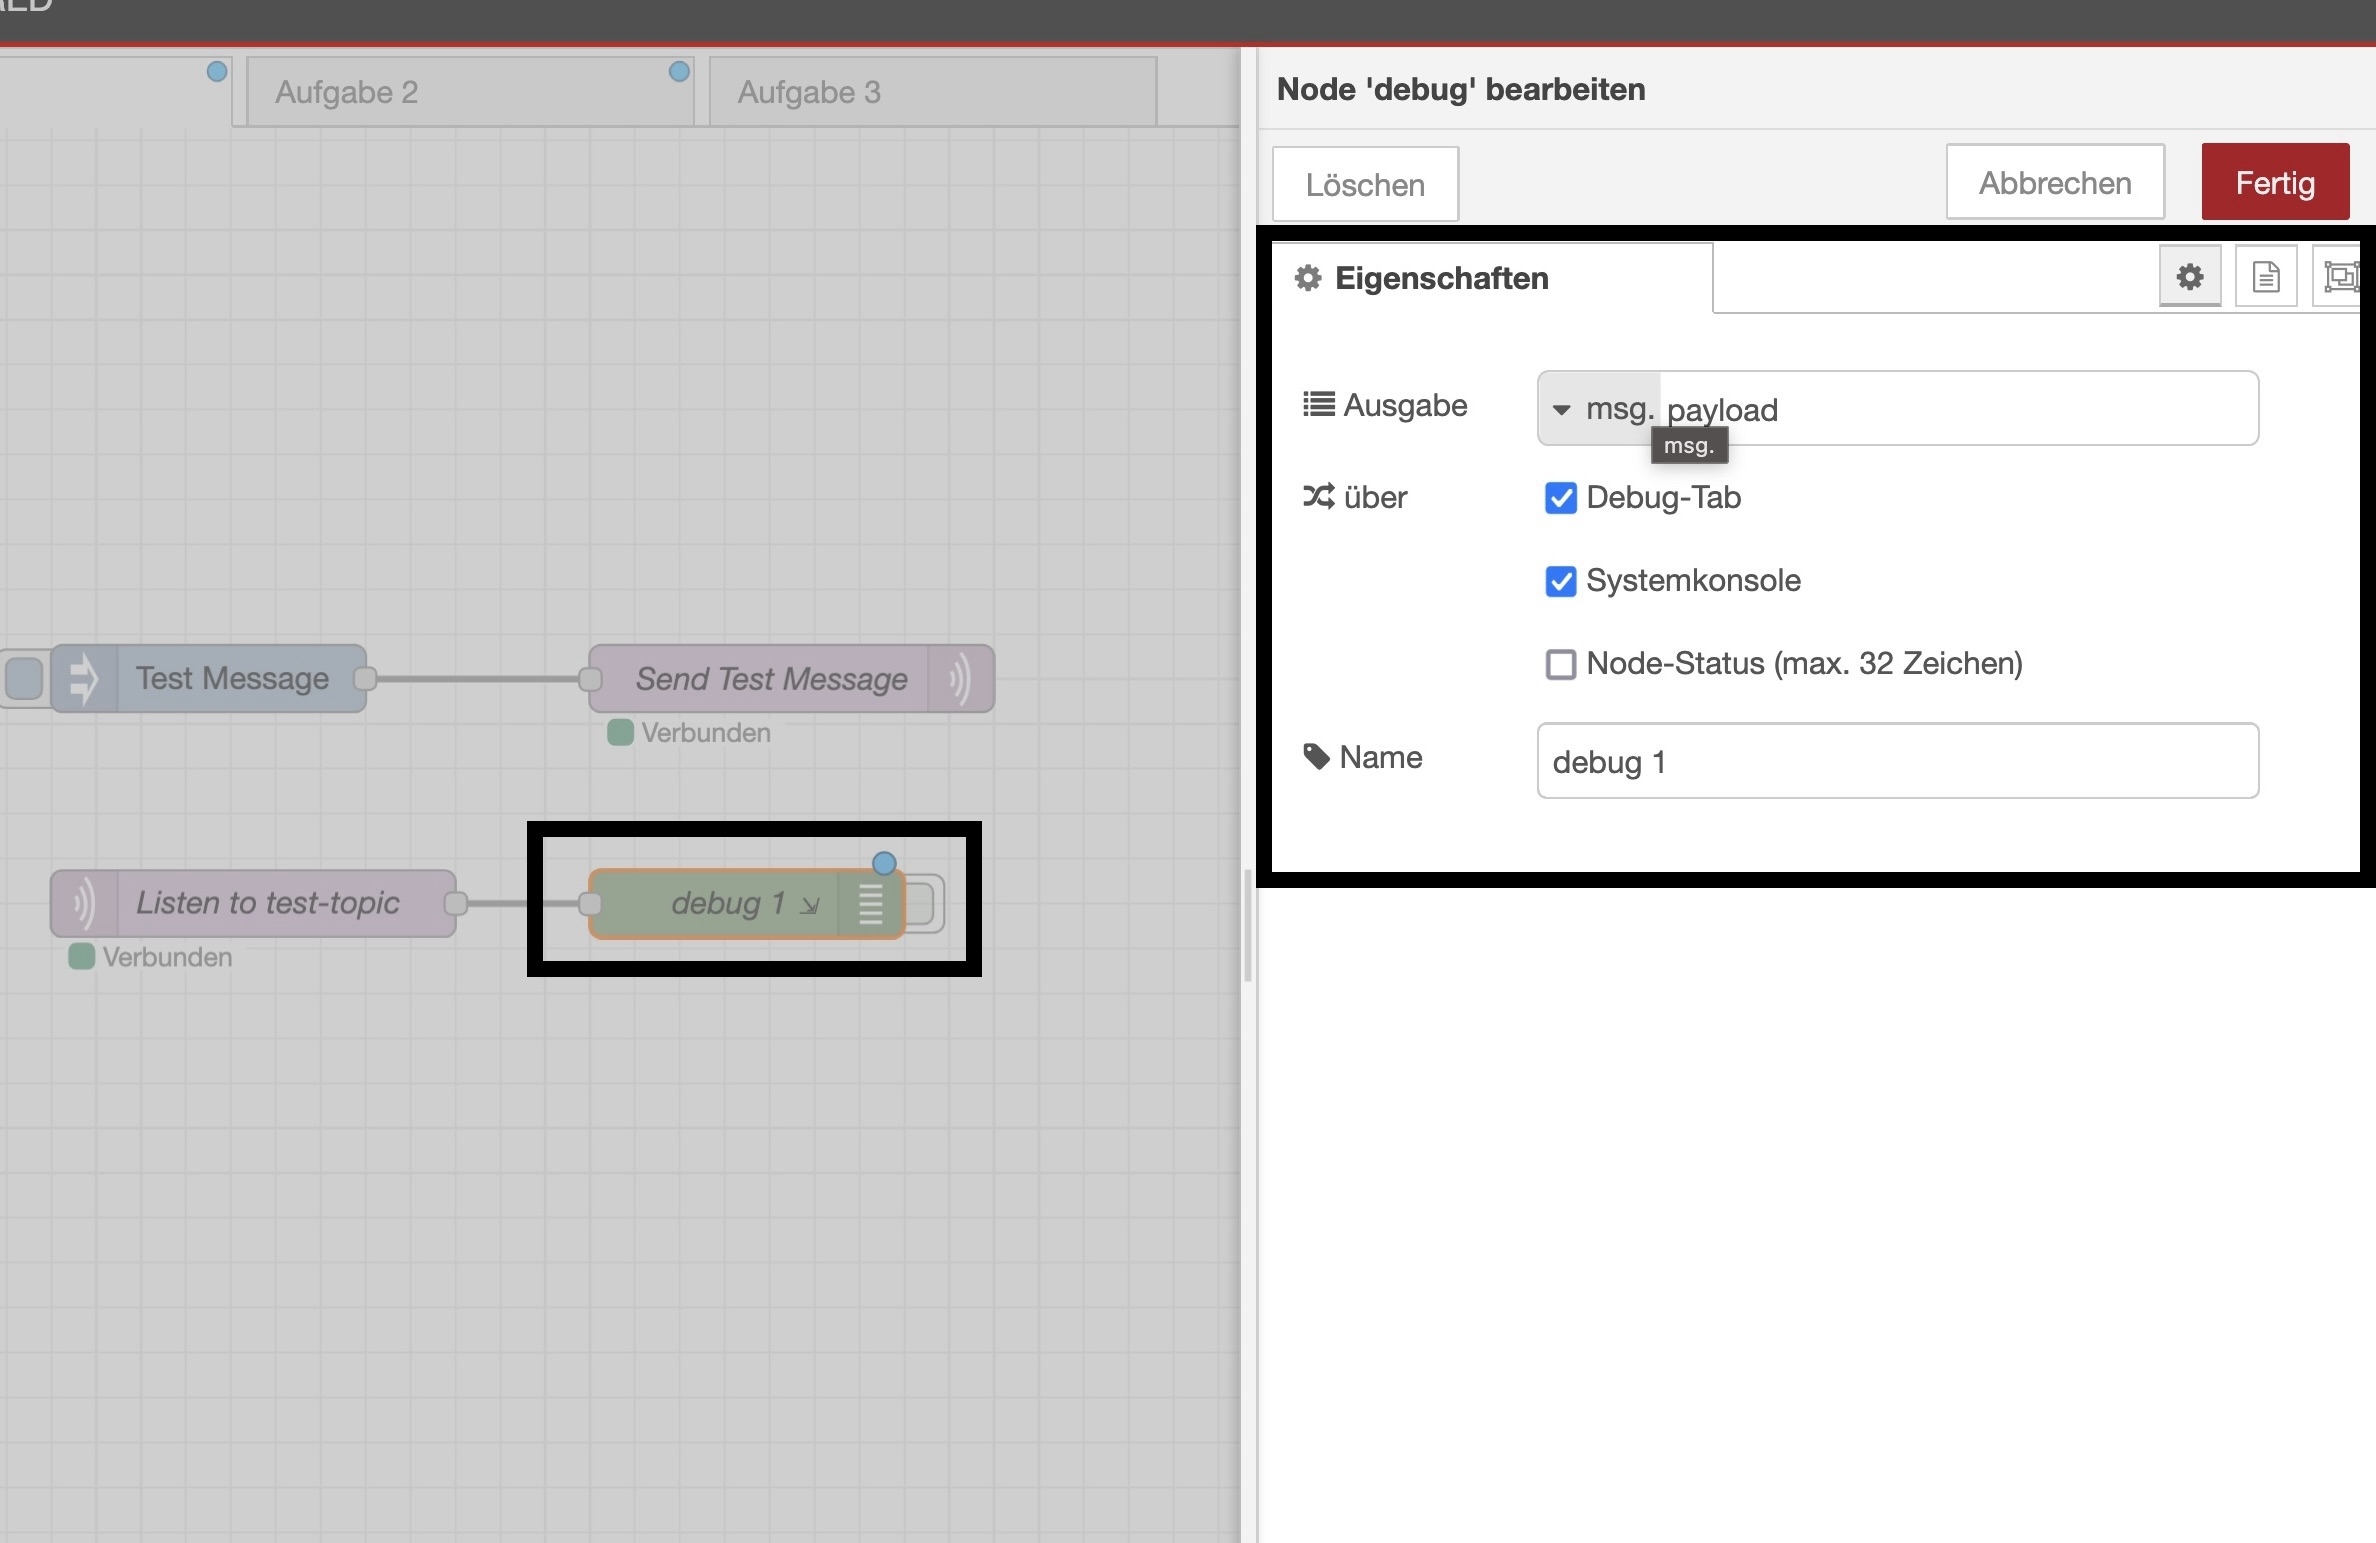 Aufgabe 2
Aufgabe 3
Test Message
Send Test Message
Verbunden
Listen to test-topic
debug 1
Verbunden
Node 'debug' bearbeiten
Löschen
Abbrechen
Fertig
Eigenschaften
Ausgabe
msg. payload
msg.
über
Debug-Tab
Systemkonsole
Node-Status (max. 32 Zeichen)
Name
debug 1